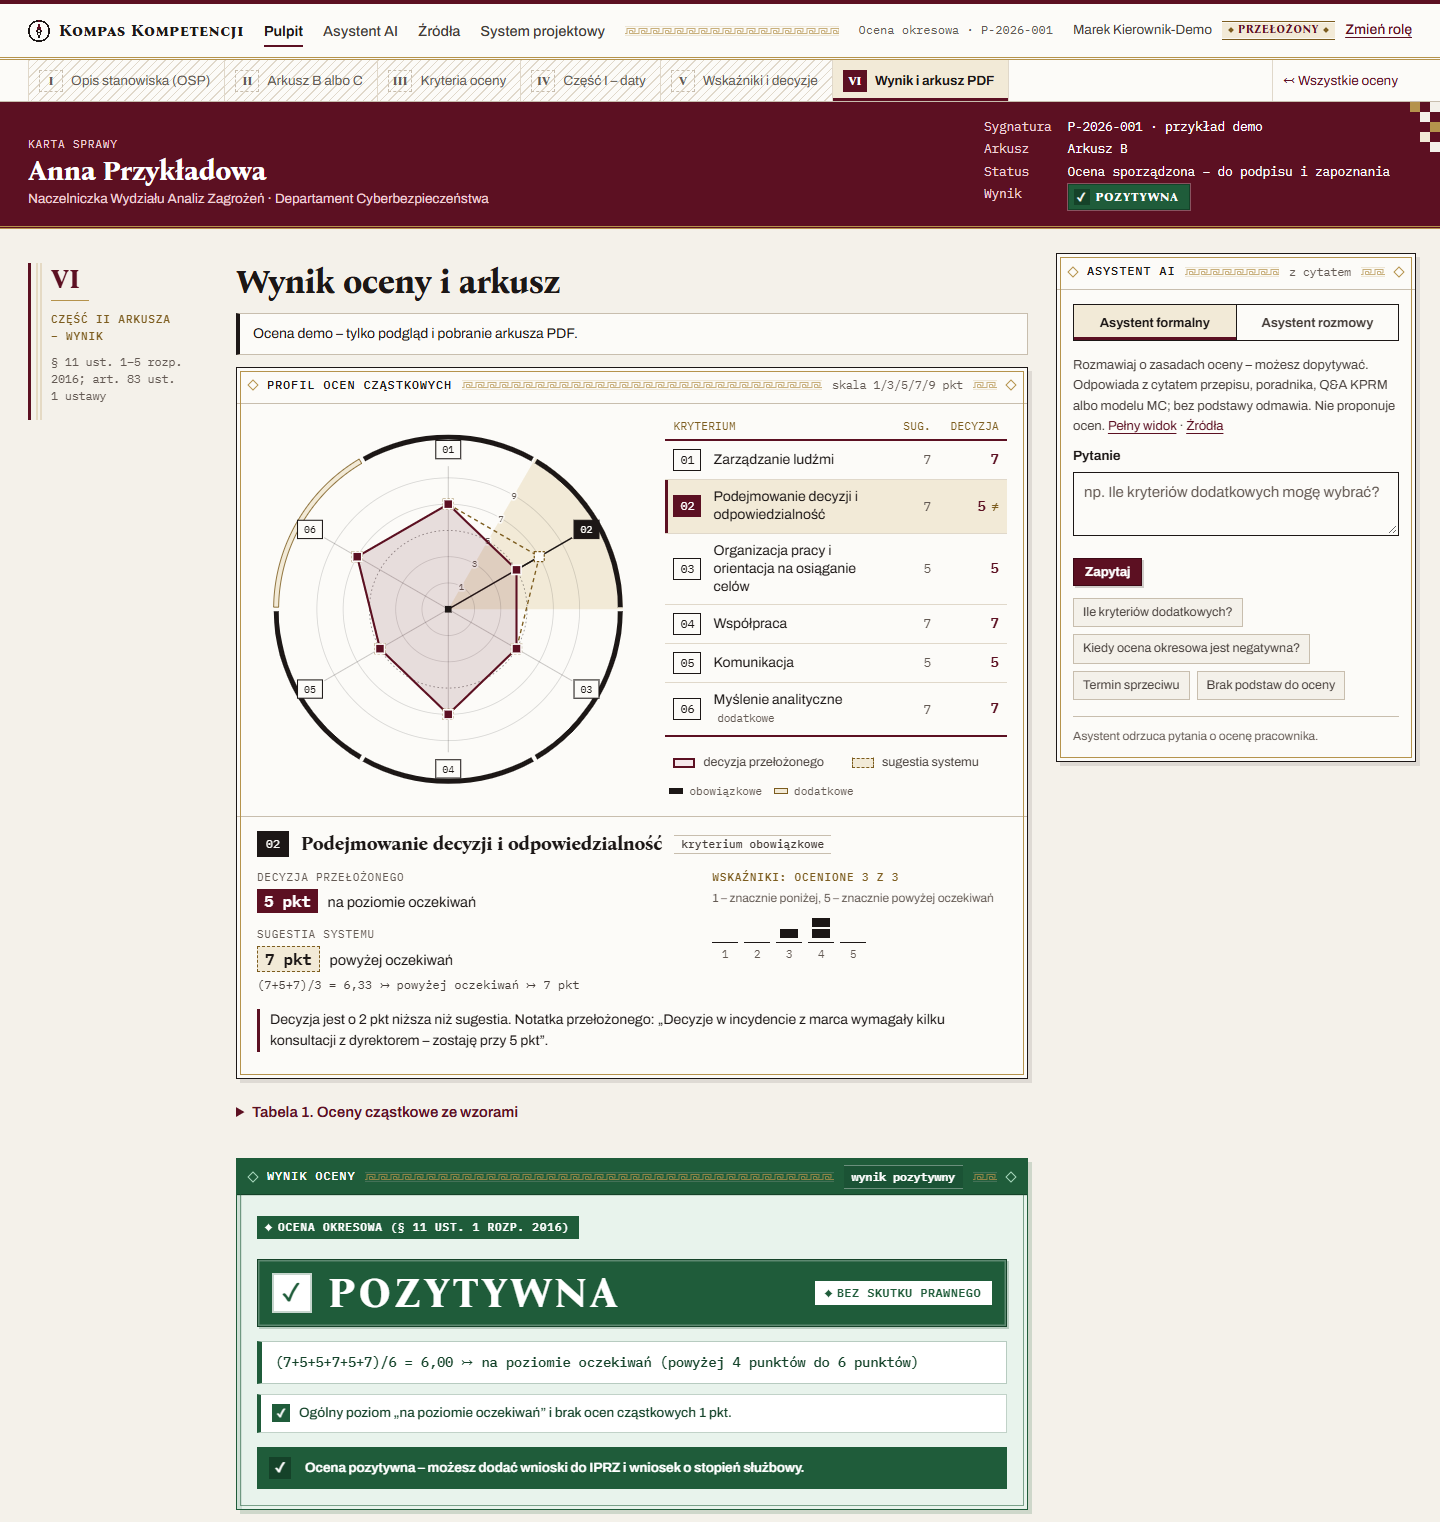 Kompas Kompetencji
Pulpit
Asystent AI
Źródła
System projektowy
Ocena okresowa · P-2026-001
Marek Kierownik-Demo
PRZEŁOŻONY
Zmień rolę
I Opis stanowiska (OSP)
II Arkusz B albo C
III Kryteria oceny
IV Część I – daty
V Wskaźniki i decyzje
VI Wynik i arkusz PDF
↢ Wszystkie oceny
KARTA SPRAWY
Anna Przykładowa
Naczelniczka Wydziału Analiz Zagrożeń · Departament Cyberbezpieczeństwa
Sygnatura P-2026-001 · przykład demo
Arkusz Arkusz B
Status Ocena sporządzona – do podpisu i zapoznania
Wynik ✓ POZYTYWNA
VI
CZĘŚĆ II ARKUSZA
– WYNIK
§ 11 ust. 1–5 rozp.
2016; art. 83 ust.
1 ustawy
Wynik oceny i arkusz
Ocena demo – tylko podgląd i pobranie arkusza PDF.
PROFIL OCEN CZĄSTKOWYCH
skala 1/3/5/7/9 pkt
01
02
03
04
05
06
9
7
5
3
1
KRYTERIUM SUG. DECYZJA
01 Zarządzanie ludźmi 7 7
02 Podejmowanie decyzji i
odpowiedzialność 7 5 ≠
03 Organizacja pracy i
orientacja na osiąganie
celów 5 5
04 Współpraca 7 7
05 Komunikacja 5 5
06 Myślenie analityczne
dodatkowe 7 7
decyzja przełożonego
sugestia systemu
obowiązkowe
dodatkowe
02 Podejmowanie decyzji i odpowiedzialność kryterium obowiązkowe
DECYZJA PRZEŁOŻONEGO
5 pkt na poziomie oczekiwań
SUGESTIA SYSTEMU
7 pkt powyżej oczekiwań
(7+5+7)/3 = 6,33 ↣ powyżej oczekiwań ↣ 7 pkt
WSKAŹNIKI: OCENIONE 3 Z 3
1 – znacznie poniżej, 5 – znacznie powyżej oczekiwań
1 2 3 4 5
Decyzja jest o 2 pkt niższa niż sugestia. Notatka przełożonego: „Decyzje w incydencie z marca wymagały kilku
konsultacji z dyrektorem – zostaję przy 5 pkt”.
Tabela 1. Oceny cząstkowe ze wzorami
WYNIK OCENY
wynik pozytywny
OCENA OKRESOWA (§ 11 UST. 1 ROZP. 2016)
✓ POZYTYWNA
BEZ SKUTKU PRAWNEGO
(7+5+5+7+5+7)/6 = 6,00 ↣ na poziomie oczekiwań (powyżej 4 punktów do 6 punktów)
✓ Ogólny poziom „na poziomie oczekiwań” i brak ocen cząstkowych 1 pkt.
✓ Ocena pozytywna – możesz dodać wnioski do IPRZ i wniosek o stopień służbowy.
ASYSTENT AI
z cytatem
Asystent formalny
Asystent rozmowy
Rozmawiaj o zasadach oceny – możesz dopytywać.
Odpowiada z cytatem przepisu, poradnika, Q&A KPRM
albo modelu MC; bez podstawy odmawia. Nie proponuje
ocen. Pełny widok · Źródła
Pytanie
np. Ile kryteriów dodatkowych mogę wybrać?
Zapytaj
Ile kryteriów dodatkowych?
Kiedy ocena okresowa jest negatywna?
Termin sprzeciwu
Brak podstaw do oceny
Asystent odrzuca pytania o ocenę pracownika.